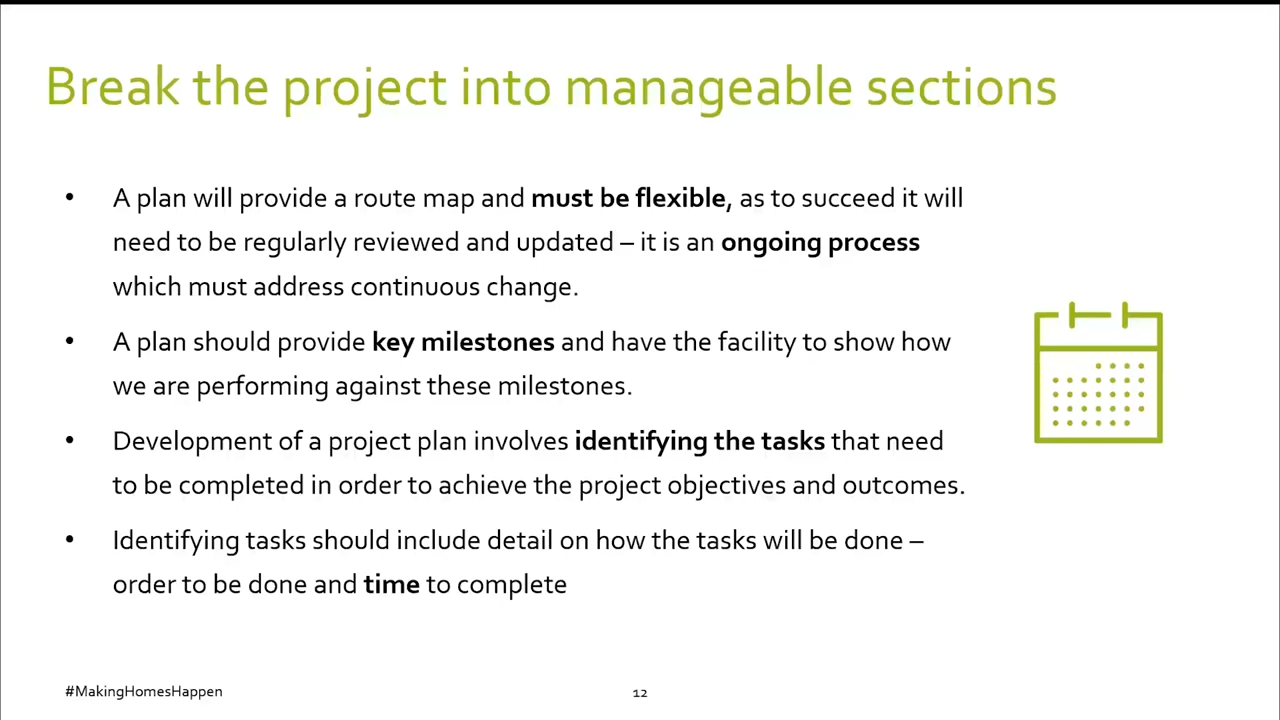 Break the project into manageable sections
• A plan will provide a route map and must be flexible, as to succeed it will
need to be regularly reviewed and updated – it is an ongoing process
which must address continuous change.
• A plan should provide key milestones and have the facility to show how
we are performing against these milestones.
• Development of a project plan involves identifying the tasks that need
to be completed in order to achieve the project objectives and outcomes.
• Identifying tasks should include detail on how the tasks will be done –
order to be done and time to complete
#MakingHomesHappen
12